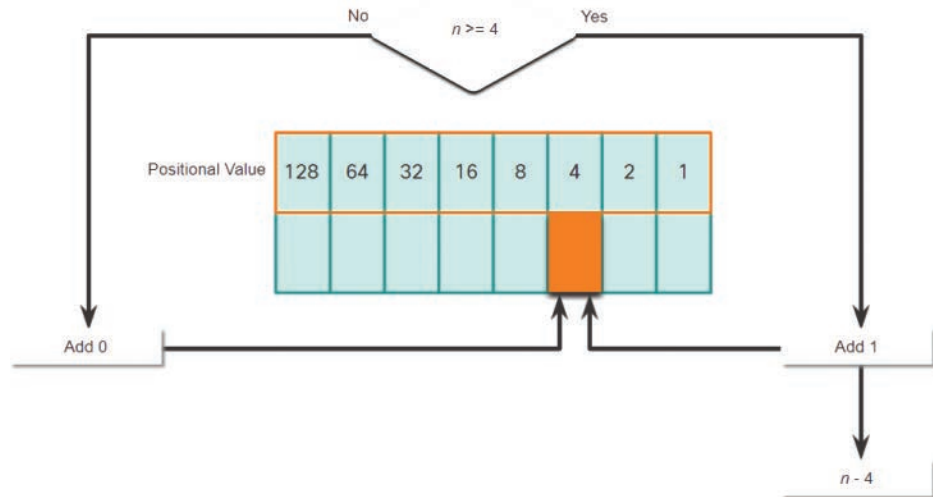 No n >= 4 Yes
Positional Value 128 64 32 16 8 4 2 1
Add 0 Add 1
n - 4